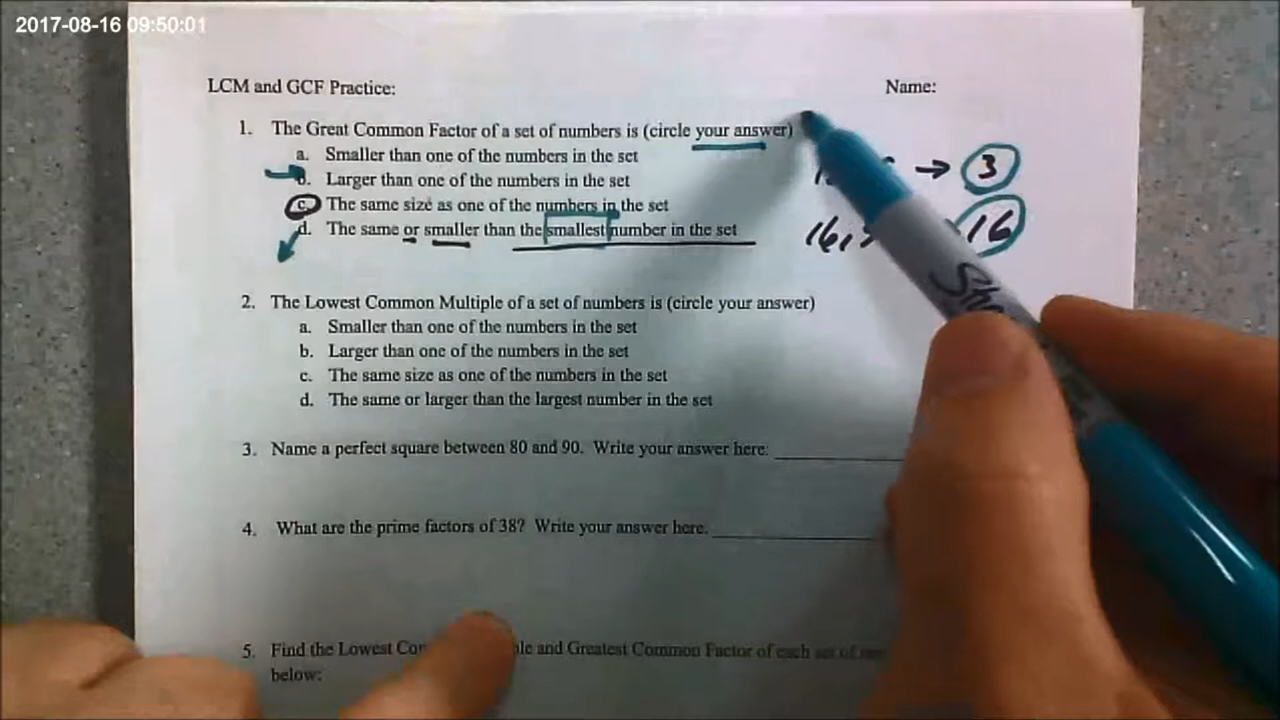 2017-08-16 09:50:01
LCM and GCF Practice:
Name:
1. The Great Common Factor of a set of numbers is (circle your answer)
a. Smaller than one of the numbers in the set
b. Larger than one of the numbers in the set
c. The same size as one of the numbers in the set
d. The same or smaller than the smallest number in the set
→ 3
16,
16
2. The Lowest Common Multiple of a set of numbers is (circle your answer)
a. Smaller than one of the numbers in the set
b. Larger than one of the numbers in the set
c. The same size as one of the numbers in the set
d. The same or larger than the largest number in the set
3. Name a perfect square between 80 and 90. Write your answer here:
4. What are the prime factors of 38? Write your answer here.
5. Find the Lowest and Greatest Common Factor of each set of
below: